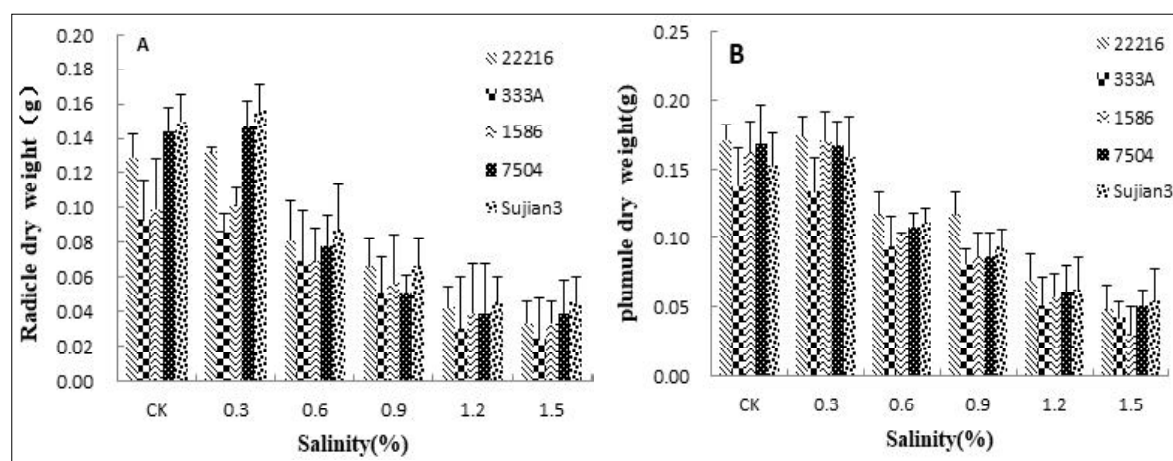 A
Radicle dry weight (g)
0.20
0.18
0.16
0.14
0.12
0.10
0.08
0.06
0.04
0.02
0.00
22216
333A
1586
7504
Sujian3
CK 0.3 0.6 0.9 1.2 1.5
Salinity(%)
B
plumule dry weight(g)
0.25
0.20
0.15
0.10
0.05
0.00
22216
333A
1586
7504
Sujian3
CK 0.3 0.6 0.9 1.2 1.5
Salinity(%)